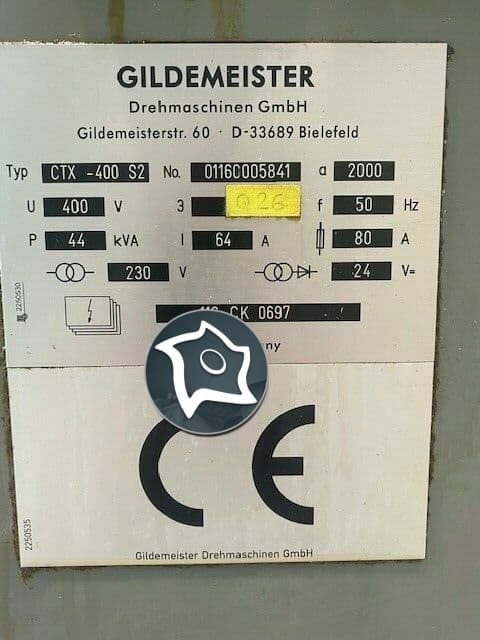 GILDEMEISTER
Drehmaschinen GmbH
Gildemeisterstr. 60 · D-33689 Bielefeld
Typ CTX -400 S2 No. 01160005841 a 2000
U 400 V 3 026 f 50 Hz
P 44 kVA I 64 A 80 A
230 V 24 V=
CK 0697
2250530
2250535
Gildemeister Drehmaschinen GmbH